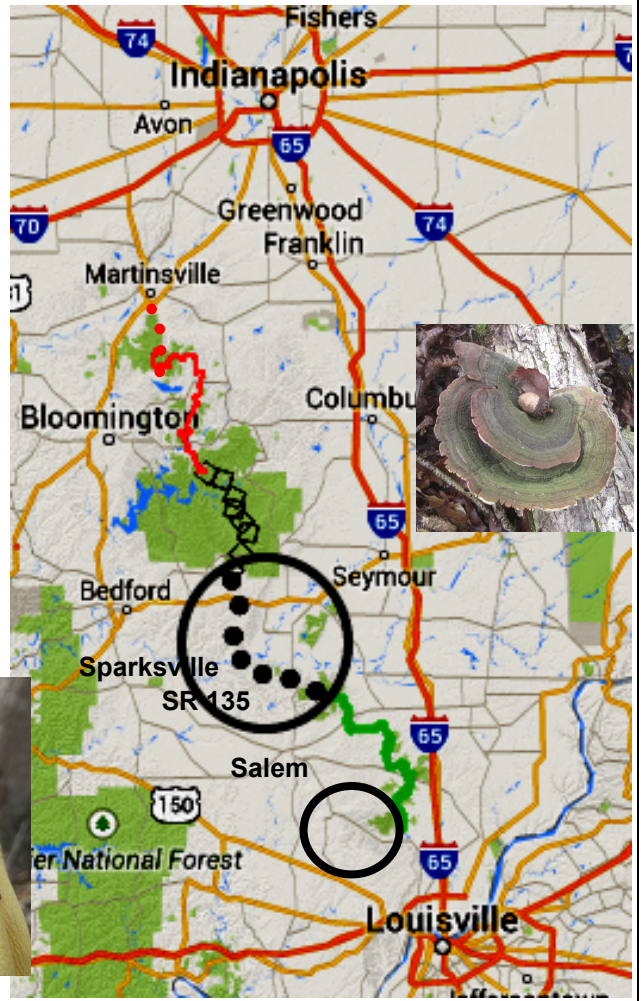 Fishers
74
7
Indianapolis
Avon
65
Greenwood
70
74
Franklin
Martinsville
Columbu
Bloomington
65
Seymour
Bedford
Sparksville
SR 135
65
Salem
150
er National Forest
65
Louisville